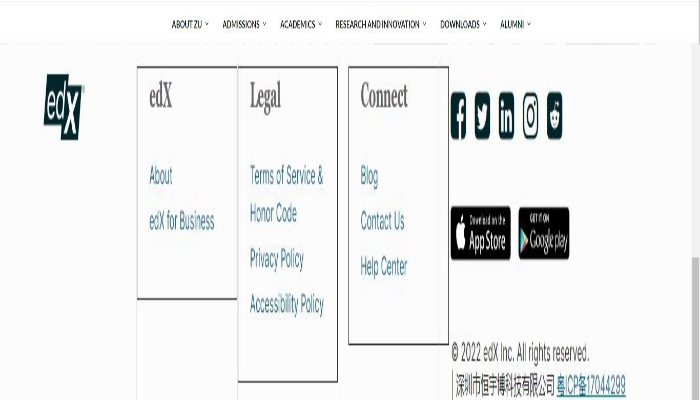 ABOUT ZU ADMISSIONS ACADEMICS RESEARCH AND INNOVATION DOWNLOADS ALUMNI
edX
edX
About
edX for Business
Legal
Terms of Service &
Honor Code
Privacy Policy
Accessibility Policy
Connect
Blog
Contact Us
Help Center
Download on the
App Store
GET IT ON
Google play
© 2022 edX Inc. All rights reserved.
|深圳市恒宇博科技有限公司 粤ICP备17044299